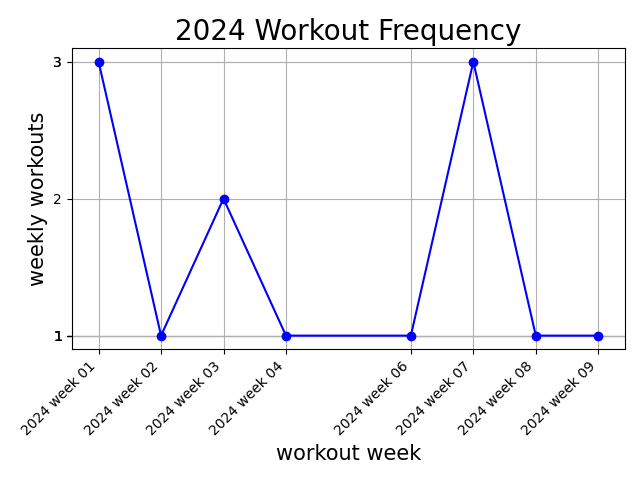 2024 Workout Frequency
weekly workouts
3
2
1
2024 week 01
2024 week 02
2024 week 03
2024 week 04
2024 week 06
2024 week 07
2024 week 08
2024 week 09
workout week